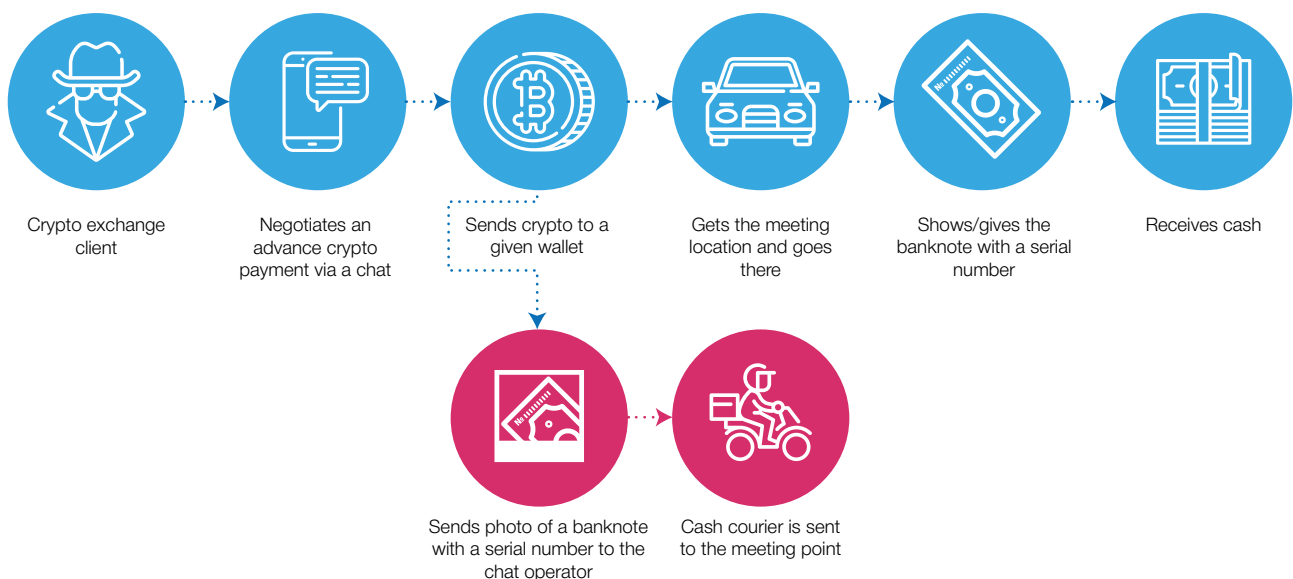 Crypto exchange
client
Negotiates an
advance crypto
payment via a chat
Sends crypto to a
given wallet
Gets the meeting
location and goes
there
Shows/gives the
banknote with a serial
number
Receives cash
№
№
Sends photo of a banknote
with a serial number to the
chat operator
Cash courier is sent
to the meeting point